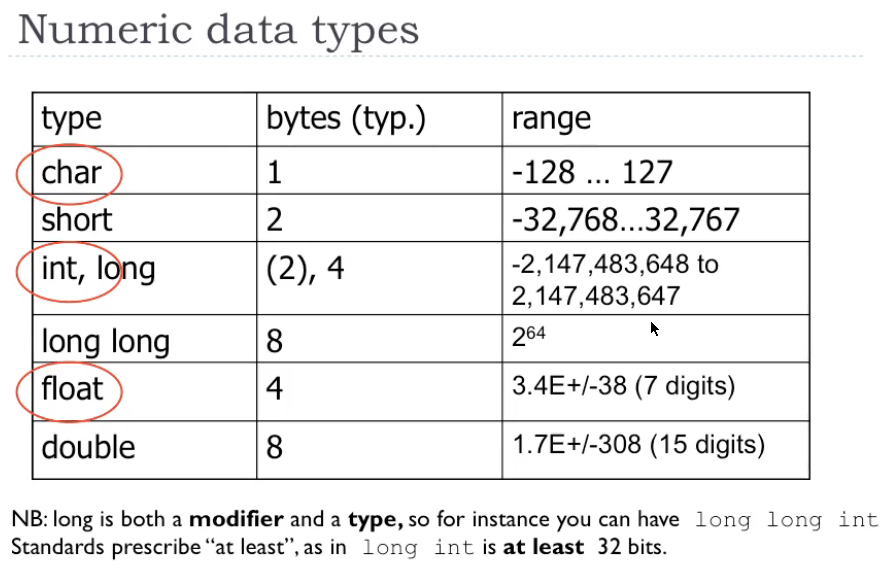 Numeric data types
type bytes (typ.) range
char 1 -128 ... 127
short 2 -32,768...32,767
int, long (2), 4 -2,147,483,648 to
2,147,483,647
long long 8 2⁶⁴
float 4 3.4E+/-38 (7 digits)
double 8 1.7E+/-308 (15 digits)
NB: long is both a modifier and a type, so for instance you can have long long int
Standards prescribe “at least”, as in long int is at least 32 bits.